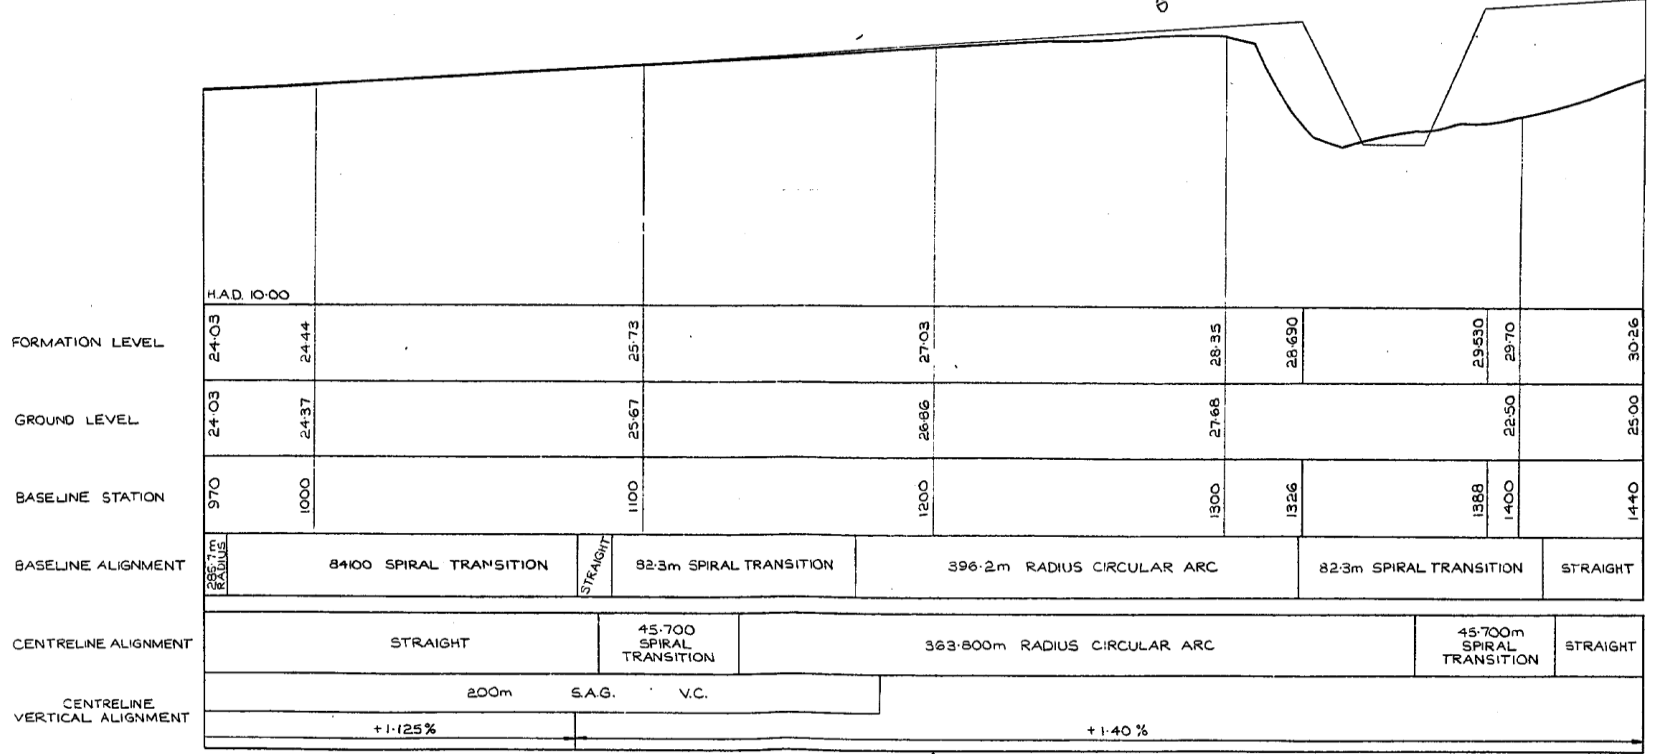 H.A.D. 10·00
FORMATION LEVEL 24·03 24·44 25·73 27·03 28·35 28·690 29·530 29·70 30·26
GROUND LEVEL 24·03 24·37 25·67 26·86 27·68 22·50 25·00
BASELINE STATION 970 1000 1100 1200 1300 1326 1388 1400 1440
BASELINE ALIGNMENT 286·7m RADIUS 84100 SPIRAL TRANSITION STRAIGHT 82·3m SPIRAL TRANSITION 396·2m RADIUS CIRCULAR ARC 82·3m SPIRAL TRANSITION STRAIGHT
CENTRELINE ALIGNMENT STRAIGHT 45·700 SPIRAL TRANSITION 363·800m RADIUS CIRCULAR ARC 45·700m SPIRAL TRANSITION STRAIGHT
CENTRELINE VERTICAL ALIGNMENT
200m S.A.G. V.C.
+1·125% +1·40%